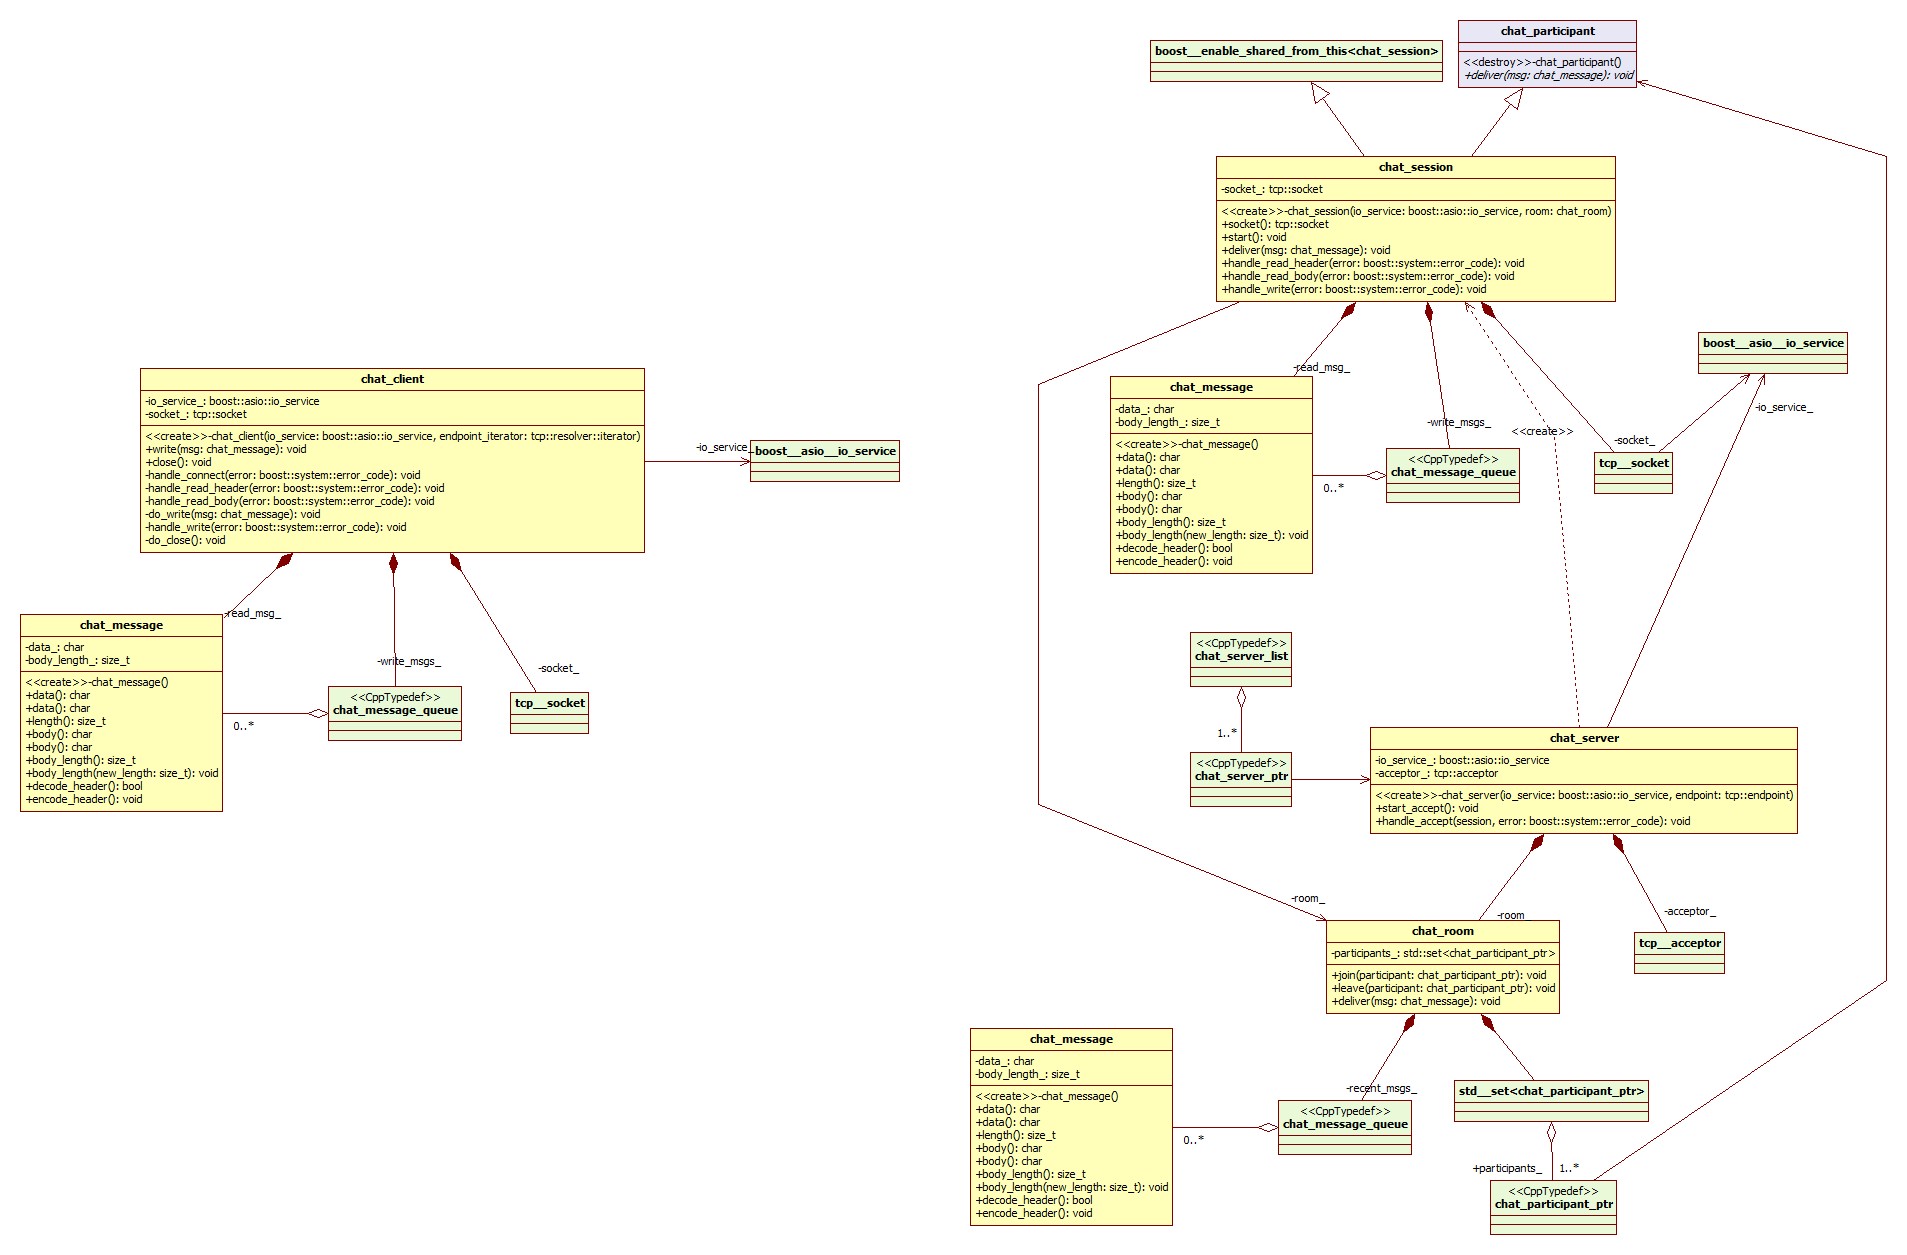 chat_participant
<<destroy>>-chat_participant()
+deliver(msg: chat_message): void
boost__enable_shared_from_this<chat_session>
chat_session
-socket_: tcp::socket
<<create>>-chat_session(io_service: boost::asio::io_service, room: chat_room)
+socket(): tcp::socket
+start(): void
+deliver(msg: chat_message): void
+handle_read_header(error: boost::system::error_code): void
+handle_read_body(error: boost::system::error_code): void
+handle_write(error: boost::system::error_code): void
boost__asio__io_service
-io_service_
-read_msg_
-write_msgs_
<<create>>
-socket_
chat_message
-data_: char
-body_length_: size_t
<<create>>-chat_message()
+data(): char
+data(): char
+length(): size_t
+body(): char
+body(): char
+body_length(): size_t
+body_length(new_length: size_t): void
+decode_header(): bool
+encode_header(): void
0..*
<<CppTypedef>>
chat_message_queue
tcp__socket
chat_client
-io_service_: boost::asio::io_service
-socket_: tcp::socket
<<create>>-chat_client(io_service: boost::asio::io_service, endpoint_iterator: tcp::resolver::iterator)
+write(msg: chat_message): void
+close(): void
-handle_connect(error: boost::system::error_code): void
-handle_read_header(error: boost::system::error_code): void
-handle_read_body(error: boost::system::error_code): void
-do_write(msg: chat_message): void
-handle_write(error: boost::system::error_code): void
-do_close(): void
-io_service_
boost__asio__io_service
-read_msg_
-write_msgs_
-socket_
chat_message
-data_: char
-body_length_: size_t
<<create>>-chat_message()
+data(): char
+data(): char
+length(): size_t
+body(): char
+body(): char
+body_length(): size_t
+body_length(new_length: size_t): void
+decode_header(): bool
+encode_header(): void
0..*
<<CppTypedef>>
chat_message_queue
tcp__socket
<<CppTypedef>>
chat_server_list
1..*
<<CppTypedef>>
chat_server_ptr
chat_server
-io_service_: boost::asio::io_service
-acceptor_: tcp::acceptor
<<create>>-chat_server(io_service: boost::asio::io_service, endpoint: tcp::endpoint)
+start_accept(): void
+handle_accept(session, error: boost::system::error_code): void
-room_
-room_
-acceptor_
tcp__acceptor
chat_room
-participants_: std::set<chat_participant_ptr>
+join(participant: chat_participant_ptr): void
+leave(participant: chat_participant_ptr): void
+deliver(msg: chat_message): void
chat_message
-data_: char
-body_length_: size_t
<<create>>-chat_message()
+data(): char
+data(): char
+length(): size_t
+body(): char
+body(): char
+body_length(): size_t
+body_length(new_length: size_t): void
+decode_header(): bool
+encode_header(): void
0..*
-recent_msgs_
<<CppTypedef>>
chat_message_queue
std__set<chat_participant_ptr>
+participants_
1..*
<<CppTypedef>>
chat_participant_ptr